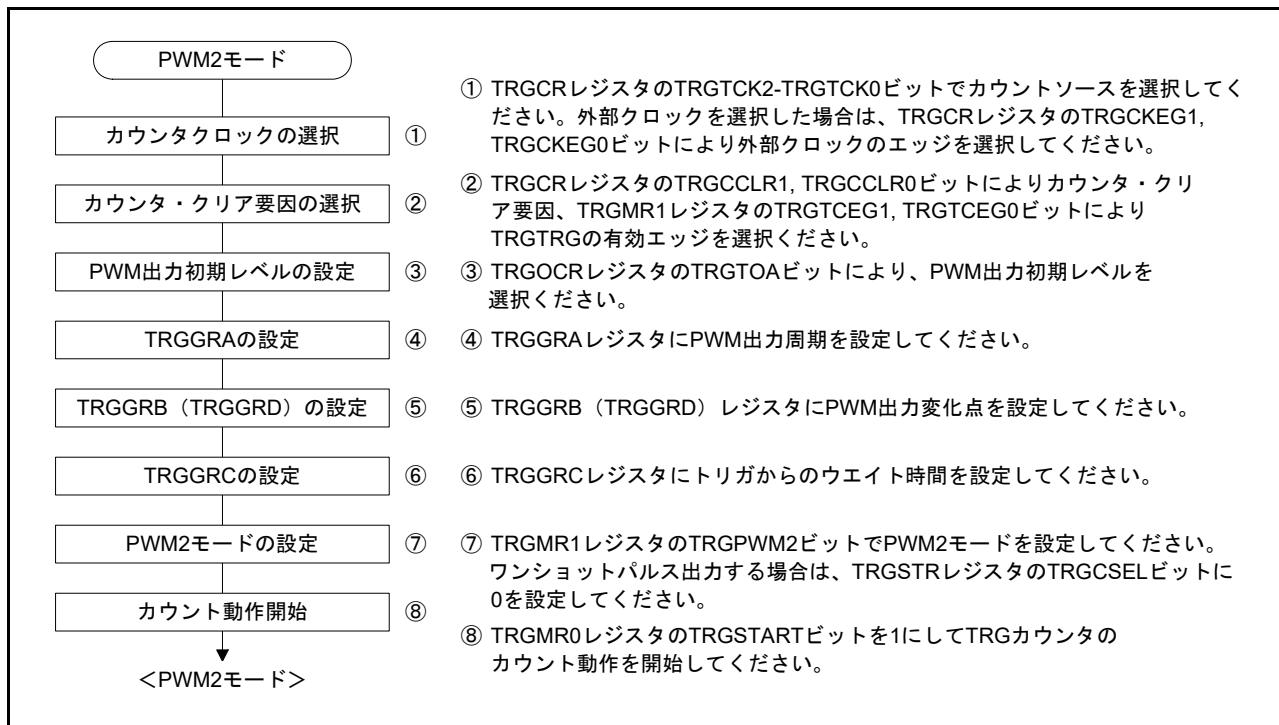 PWM2モード
カウンタクロックの選択
①
カウンタ・クリア要因の選択
②
PWM出力初期レベルの設定
③
TRGGRAの設定
④
TRGGRB（TRGGRD）の設定
⑤
TRGGRCの設定
⑥
PWM2モードの設定
⑦
カウント動作開始
⑧
＜PWM2モード＞
① TRGCRレジスタのTRGTCK2-TRGTCK0ビットでカウントソースを選択してく
ださい。外部クロックを選択した場合は、TRGCRレジスタのTRGCKEG1,
TRGCKEG0ビットにより外部クロックのエッジを選択してください。
② TRGCRレジスタのTRGCCLR1, TRGCCLR0ビットによりカウンタ・クリ
ア要因、TRGMR1レジスタのTRGTCEG1, TRGTCEG0ビットにより
TRGTRGの有効エッジを選択ください。
③ TRGOCRレジスタのTRGTOAビットにより、PWM出力初期レベルを
選択ください。
④ TRGGRAレジスタにPWM出力周期を設定してください。
⑤ TRGGRB（TRGGRD）レジスタにPWM出力変化点を設定してください。
⑥ TRGGRCレジスタにトリガからのウエイト時間を設定してください。
⑦ TRGMR1レジスタのTRGPWM2ビットでPWM2モードを設定してください。
ワンショットパルス出力する場合は、TRGSTRレジスタのTRGCSELビットに
0を設定してください。
⑧ TRGMR0レジスタのTRGSTARTビットを1にしてTRGカウンタの
カウント動作を開始してください。